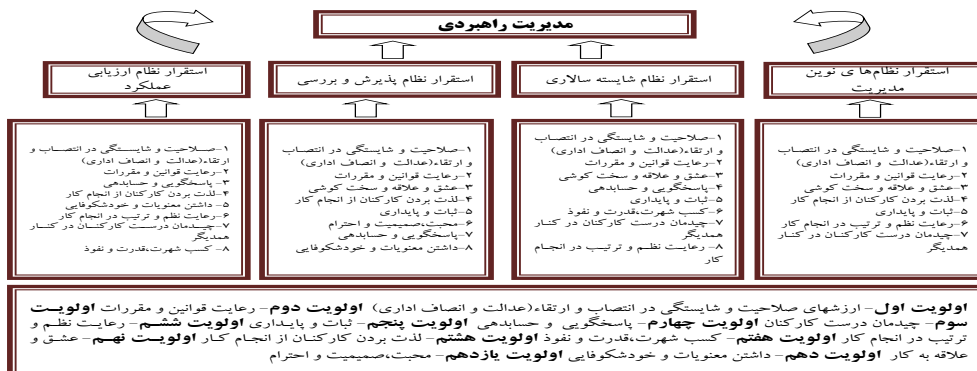 مدیریت راهبردی
استقرار نظام‌های نوین
مدیریت
استقرار نظام شایسته سالاری
استقرار نظام پذیرش و بررسی
استقرار نظام ارزیابی
عملکرد
۱-صلاحیت و شایستگی در انتصاب
و ارتقاء(عدالت و انصاف اداری)
۲-رعایت قوانین و مقررات
۳-عشق و علاقه و سخت کوشی
۴-لذت بردن کارکنان از انجام کار
۵-ثبات و پایداری
۶-رعایت نظم و ترتیب در انجام کار
۷-چیدمان درست کارکنان در کنار
همدیگر
۱-صلاحیت و شایستگی در انتصاب
و ارتقاء(عدالت و انصاف اداری)
۲-رعایت قوانین و مقررات
۳-عشق و علاقه و سخت کوشی
۴-پاسخگویی و حسابدهی
۵-ثبات و پایداری
۶-کسب شهرت،قدرت و نفوذ
۷-چیدمان درست کارکنان در کنار
همدیگر
۸-رعایت نظم و ترتیب در انجام
کار
۱-صلاحیت و شایستگی در انتصاب
و ارتقاء(عدالت و انصاف اداری)
۲-رعایت قوانین و مقررات
۳-عشق و علاقه و سخت کوشی
۴-لذت بردن کارکنان از انجام کار
۵-ثبات و پایداری
۶-محبت،صمیمیت و احترام
۷-پاسخگویی و حسابدهی
۸-داشتن معنویات و خودشکوفایی
۱-صلاحیت و شایستگی در انتصاب و
ارتقاء(عدالت و انصاف اداری)
۲-رعایت قوانین و مقررات
۳-پاسخگویی و حسابدهی
۴-لذت بردن کارکنان از انجام کار
۵-داشتن معنویات و خودشکوفایی
۶-رعایت نظم و ترتیب در انجام کار
۷-چیدمان درست کارکنان در کنار
همدیگر
۸-کسب شهرت،قدرت و نفوذ
اولویت اول- ارزشهای صلاحیت و شایستگی در انتصاب و ارتقاء(عدالت و انصاف اداری) اولویت دوم- رعایت قوانین و مقررات اولویت
سوم- چیدمان درست کارکنان اولویت چهارم- پاسخگویی و حسابدهی اولویت پنجم- ثبات و پایداری اولویت ششم- رعایت نظم و
ترتیب در انجام کار اولویت هفتم- کسب شهرت،قدرت و نفوذ اولویت هشتم- لذت بردن کارکنان از انجام کار اولویت نهم- عشق و
علاقه به کار اولویت دهم- داشتن معنویات و خودشکوفایی اولویت یازدهم- محبت،صمیمیت و احترام